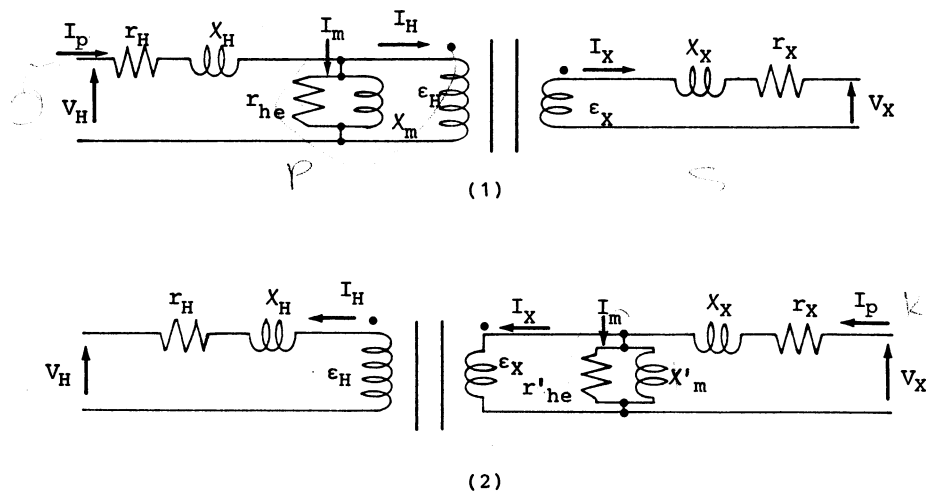 I_p r_H X_H I_m I_H I_X X_X r_X
V_H r_he X_m ε_H ε_X V_X
P S
(1)
r_H X_H I_H I_X I_m X_X r_X I_p K
V_H ε_H ε_X r'_he X'_m V_X
(2)